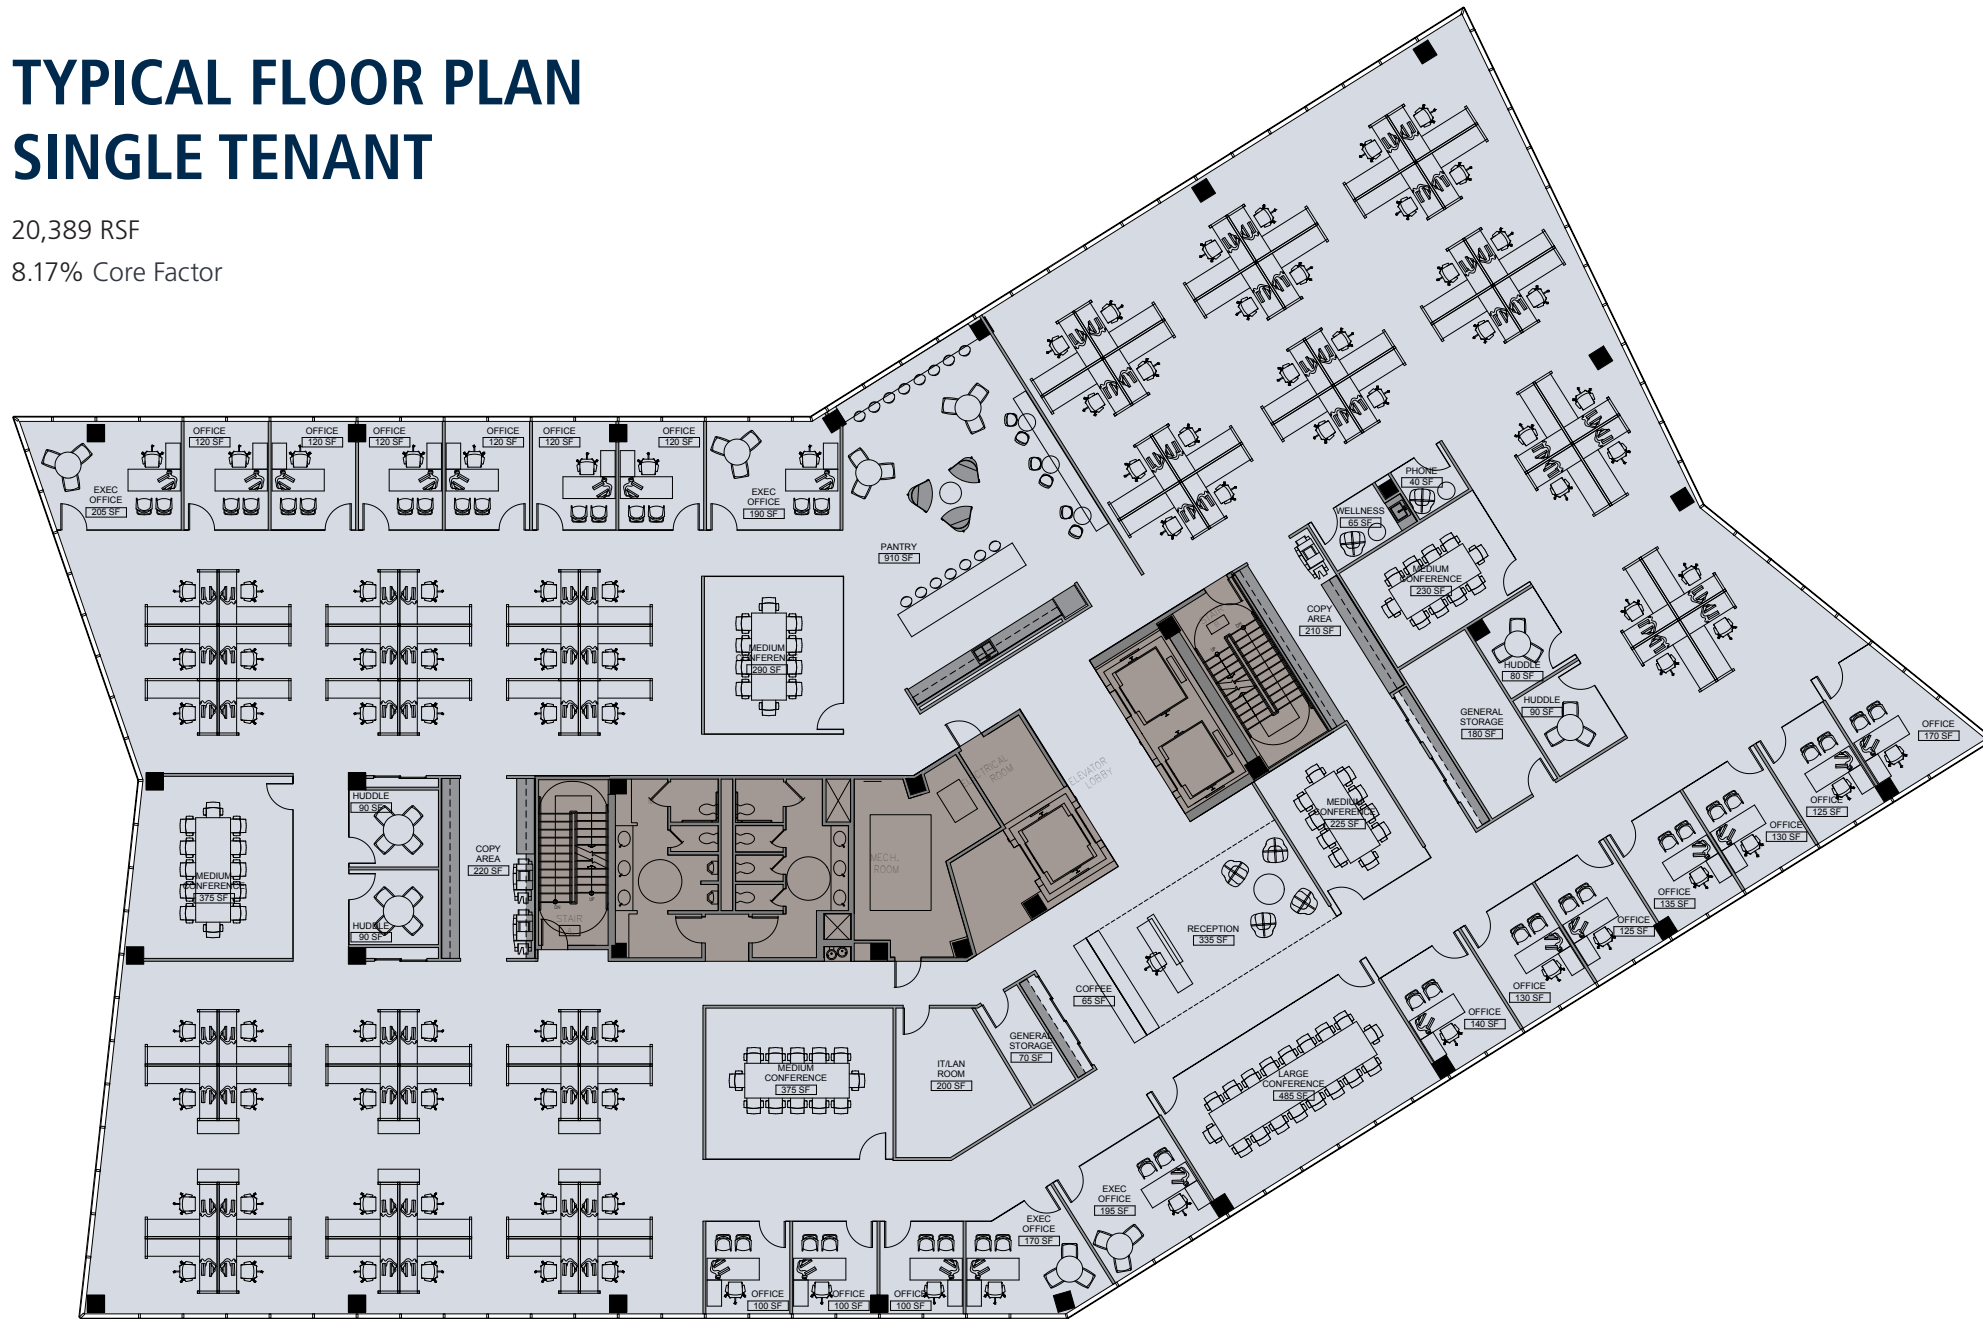 TYPICAL FLOOR PLAN
SINGLE TENANT
20,389 RSF
8.17% Core Factor
EXEC
OFFICE
205 SF
OFFICE
120 SF
OFFICE
120 SF
OFFICE
120 SF
OFFICE
120 SF
OFFICE
120 SF
OFFICE
120 SF
EXEC
OFFICE
190 SF
PANTRY
910 SF
MEDIUM
CONFERENCE
290 SF
PHONE
40 SF
WELLNESS
65 SF
MEDIUM
CONFERENCE
230 SF
COPY
AREA
210 SF
HUDDLE
80 SF
HUDDLE
90 SF
GENERAL
STORAGE
180 SF
OFFICE
170 SF
OFFICE
125 SF
OFFICE
130 SF
OFFICE
135 SF
OFFICE
125 SF
OFFICE
130 SF
OFFICE
140 SF
MEDIUM
CONFERENCE
225 SF
ELEVATOR
LOBBY
TRICAL
ROOM
MECH.
ROOM
STAIR
UP
COPY
AREA
220 SF
HUDDLE
90 SF
HUDDLE
90 SF
MEDIUM
CONFERENCE
375 SF
RECEPTION
335 SF
COFFEE
65 SF
GENERAL
STORAGE
70 SF
IT/LAN
ROOM
200 SF
MEDIUM
CONFERENCE
375 SF
LARGE
CONFERENCE
485 SF
EXEC
OFFICE
195 SF
EXEC
OFFICE
170 SF
OFFICE
100 SF
OFFICE
100 SF
OFFICE
100 SF